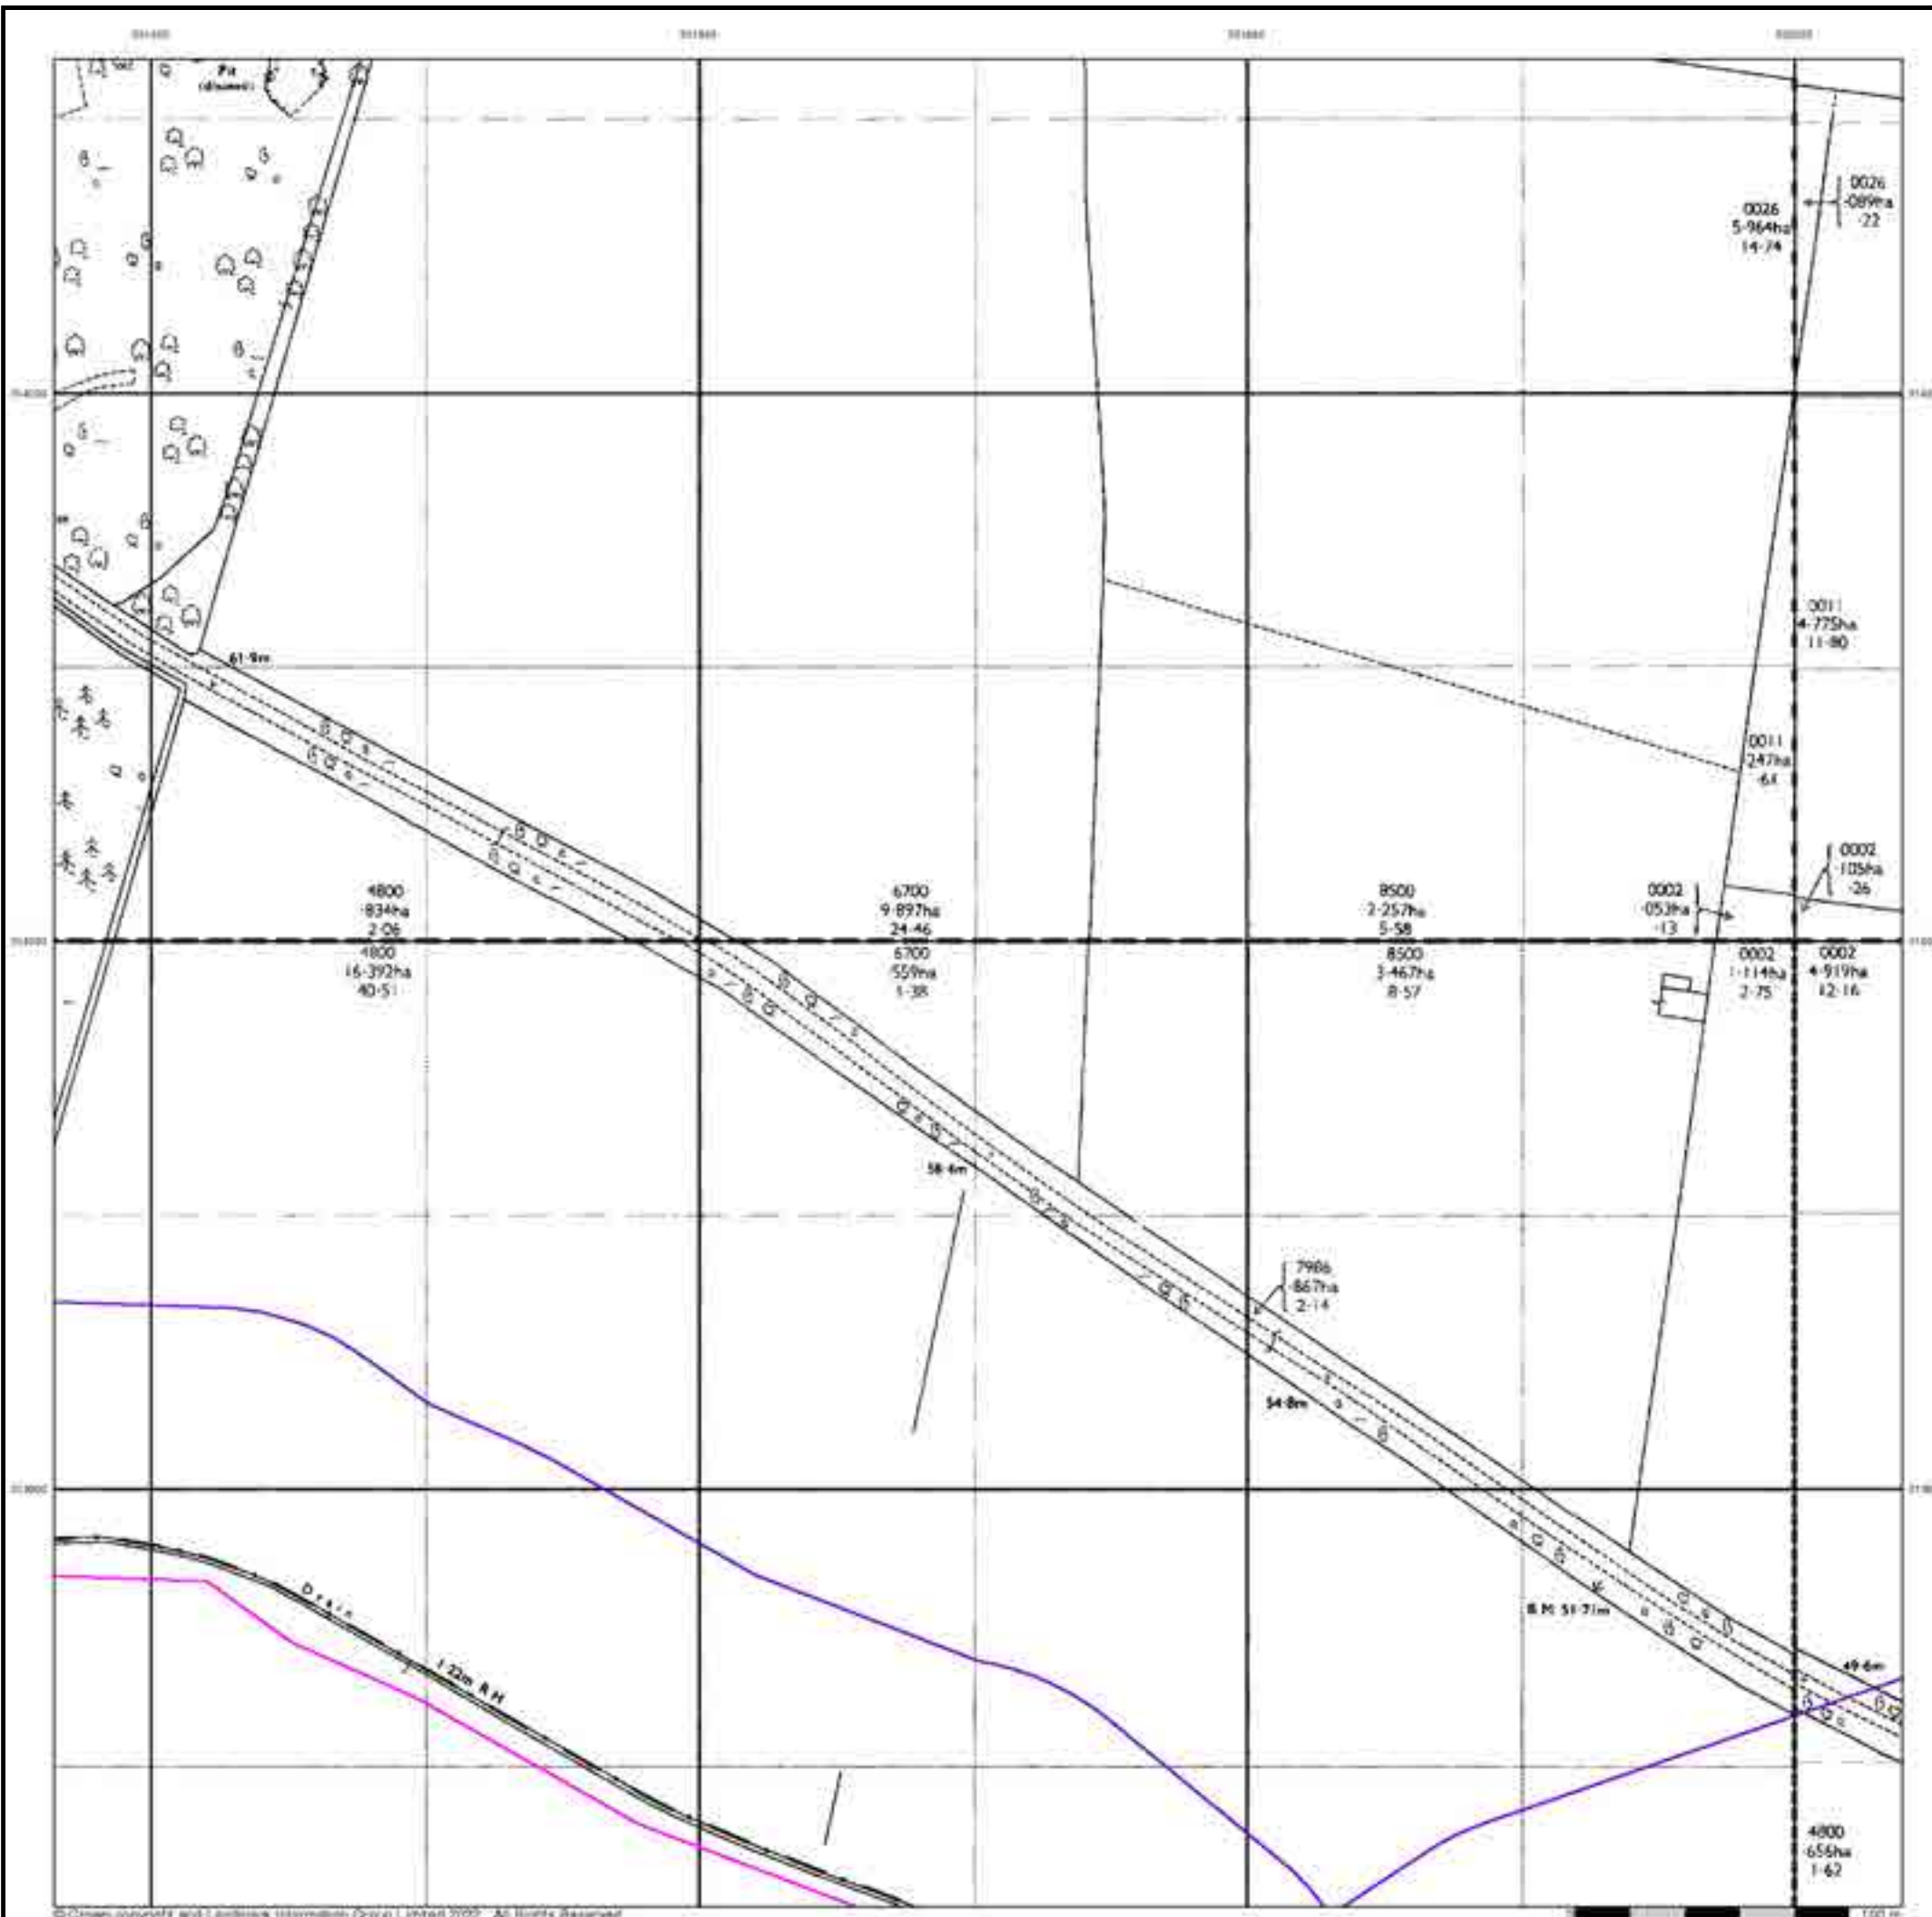 Pit
(disused)
0026
·089ha
·22
0026
5·964ha
14·74
0011
4·775ha
11·80
61·9m
0011
·247ha
·61
0002
·105ha
·26
4800
·834ha
2·06
6700
9·897ha
24·46
8500
2·257ha
5·58
0002
·053ha
·13
4800
16·392ha
40·51
6700
·559ha
1·38
8500
3·467ha
8·57
0002
1·114ha
2·75
0002
4·919ha
12·16
58·6m
7986
·867ha
2·14
54·8m
Drain
B M 51·71m
1·22m R H
49·6m
4800
·656ha
1·62
© Crown copyright and Landmark Information Group Limited 2022. All Rights Reserved.
100 m